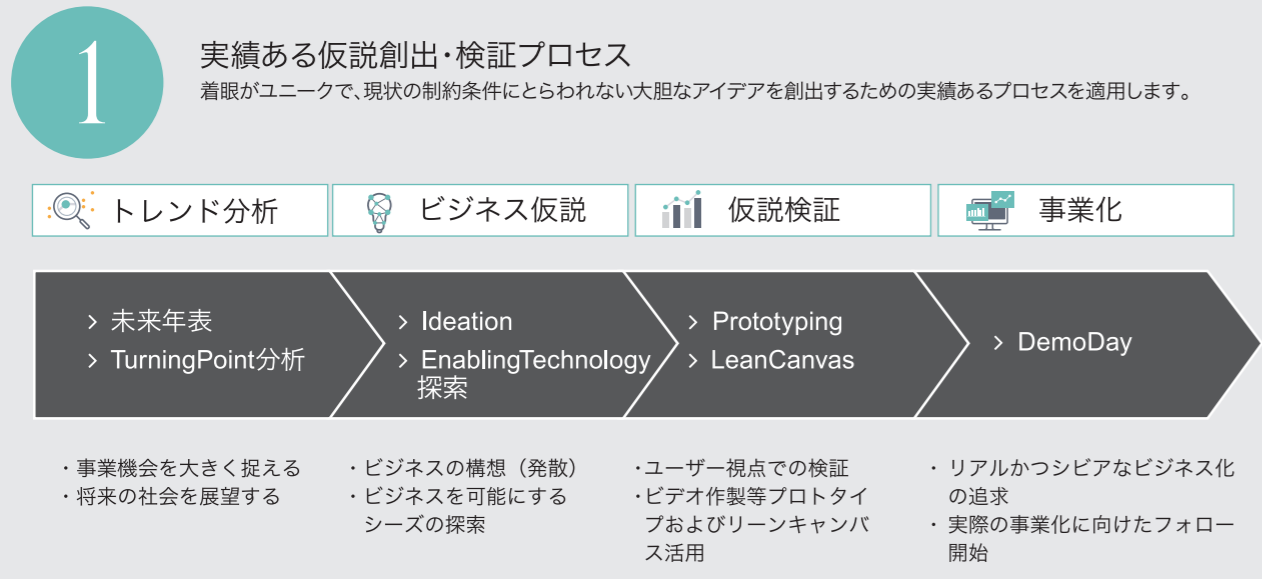 1
実績ある仮説創出・検証プロセス
着眼がユニークで、現状の制約条件にとらわれない大胆なアイデアを創出するための実績あるプロセスを適用します。
トレンド分析
ビジネス仮説
仮説検証
事業化
> 未来年表
> TurningPoint分析
> Ideation
> EnablingTechnology
探索
> Prototyping
> LeanCanvas
> DemoDay
・事業機会を大きく捉える
・将来の社会を展望する
・ビジネスの構想（発散）
・ビジネスを可能にする
シーズの探索
・ユーザー視点での検証
・ビデオ作製等プロトタイ
プおよびリーンキャンバ
ス活用
・リアルかつシビアなビジネス化
の追求
・実際の事業化に向けたフォロー
開始